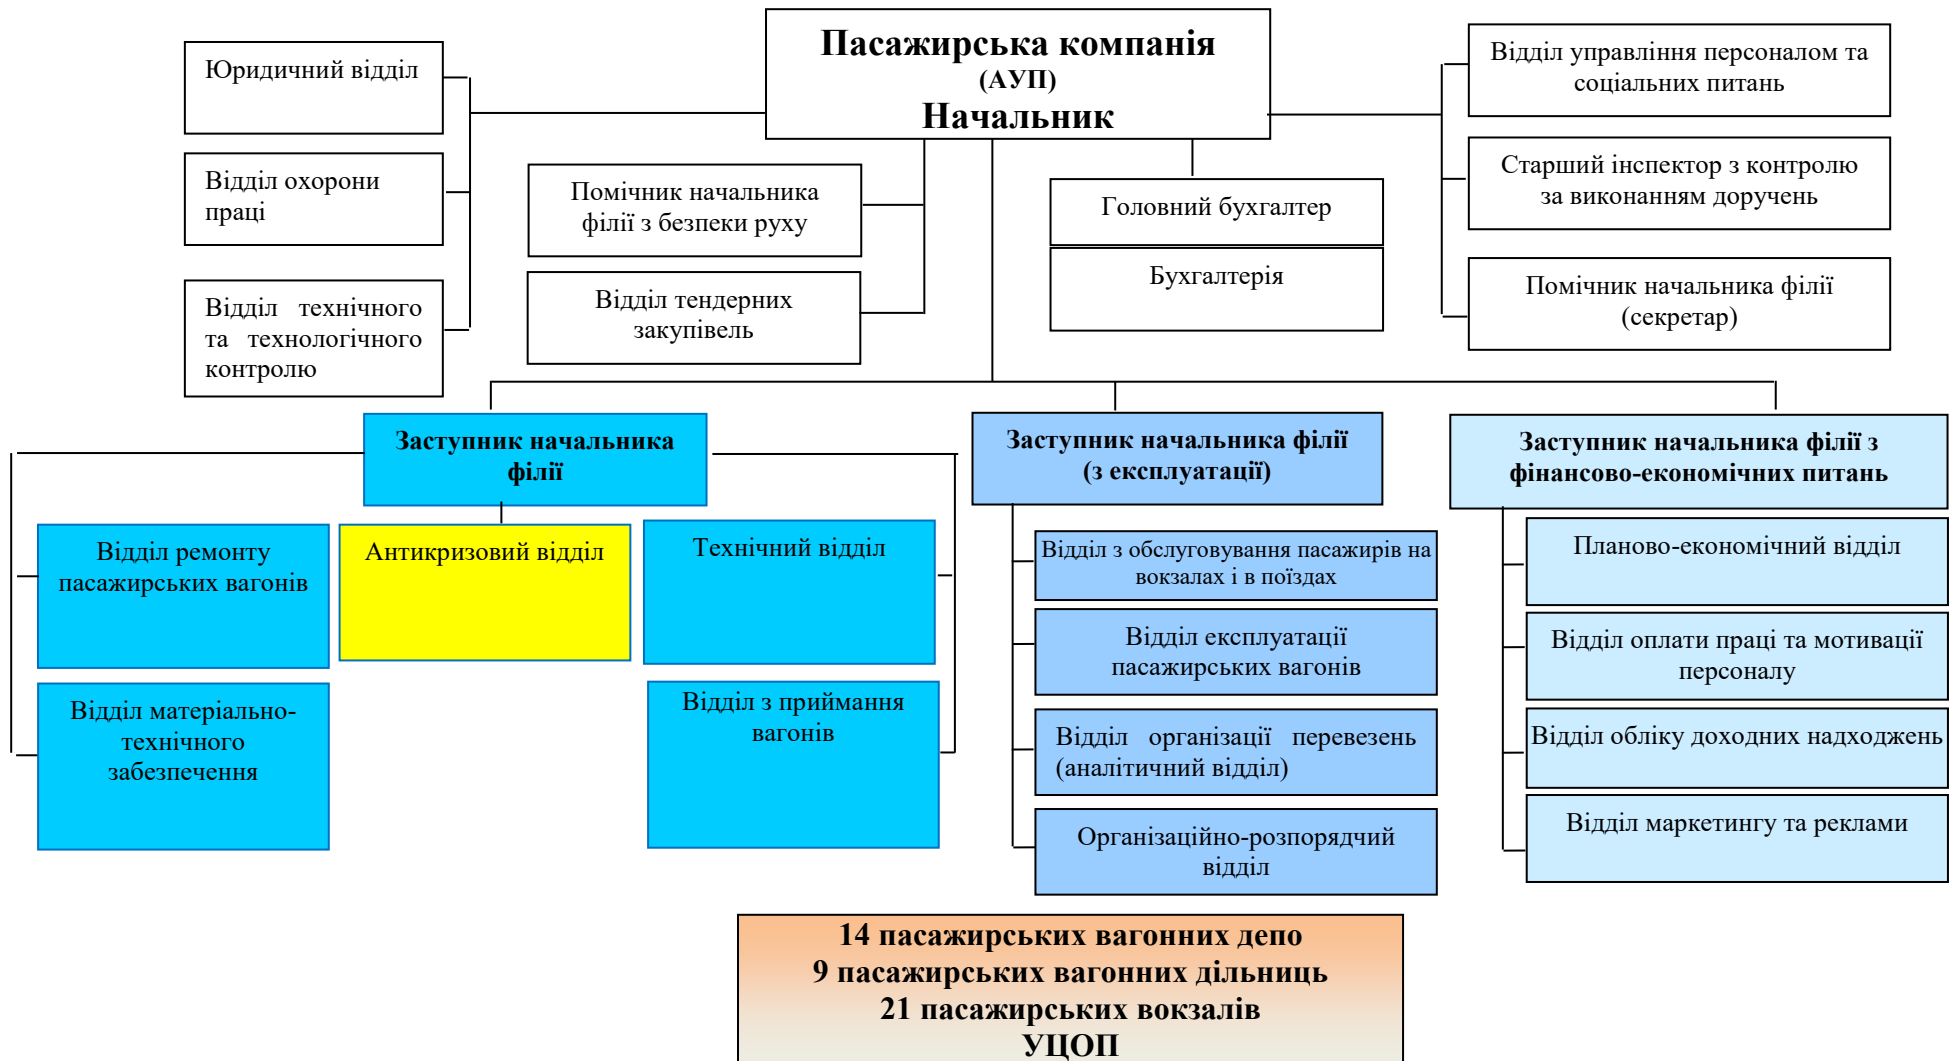 Пасажирська компанія
(АУП)
Начальник
Юридичний відділ
Відділ охорони
праці
Відділ технічного
та технологічного
контролю
Помічник начальника
філії з безпеки руху
Відділ тендерних
закупівель
Головний бухгалтер
Бухгалтерія
Відділ управління персоналом та
соціальних питань
Старший інспектор з контролю
за виконанням доручень
Помічник начальника філії
(секретар)
Заступник начальника
філії
Відділ ремонту
пасажирських вагонів
Антикризовий відділ
Технічний відділ
Відділ матеріально-
технічного
забезпечення
Відділ з приймання
вагонів
Заступник начальника філії
(з експлуатації)
Відділ з обслуговування пасажирів на
вокзалах і в поїздах
Відділ експлуатації
пасажирських вагонів
Відділ організації перевезень
(аналітичний відділ)
Організаційно-розпорядчий
відділ
Заступник начальника філії з
фінансово-економічних питань
Планово-економічний відділ
Відділ оплати праці та мотивації
персоналу
Відділ обліку доходних надходжень
Відділ маркетингу та реклами
14 пасажирських вагонних депо
9 пасажирських вагонних дільниць
21 пасажирських вокзалів
УЦОП